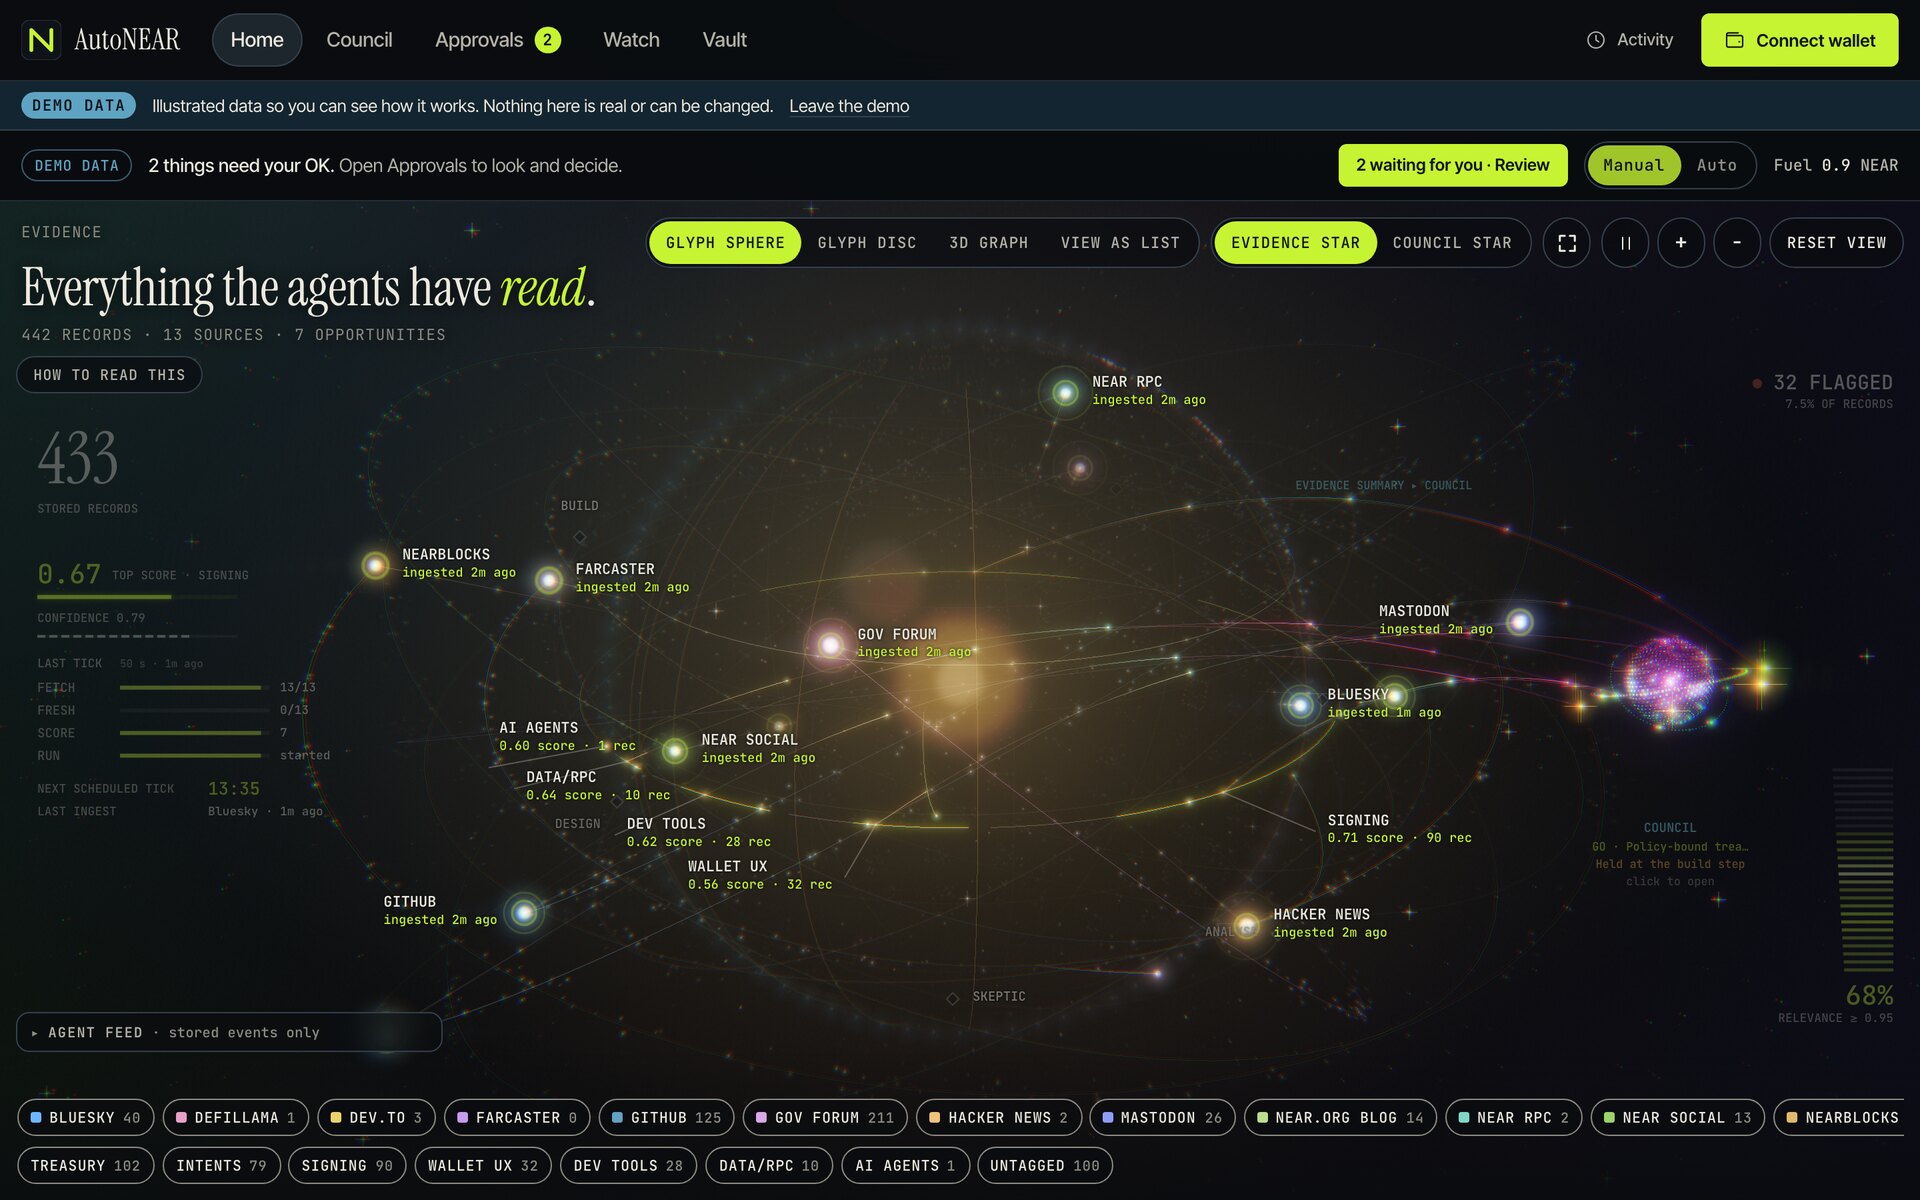 AutoNEAR
Home
Council
Approvals 2
Watch
Vault
Activity
Connect wallet
DEMO DATA
Illustrated data so you can see how it works. Nothing here is real or can be changed. Leave the demo
DEMO DATA
2 things need your OK. Open Approvals to look and decide.
2 waiting for you · Review
Manual Auto
Fuel 0.9 NEAR
EVIDENCE
GLYPH SPHERE GLYPH DISC 3D GRAPH VIEW AS LIST
EVIDENCE STAR COUNCIL STAR
+
-
RESET VIEW
Everything the agents have read.
442 RECORDS · 13 SOURCES · 7 OPPORTUNITIES
HOW TO READ THIS
32 FLAGGED
7.5% OF RECORDS
433
STORED RECORDS
0.67 TOP SCORE · SIGNING
CONFIDENCE 0.79
LAST TICK 50 s · 1m ago
FETCH 13/13
FRESH 0/13
SCORE 7
RUN started
NEXT SCHEDULED TICK 13:35
LAST INGEST Bluesky · 1m ago
NEAR RPC
ingested 2m ago
EVIDENCE SUMMARY ▸ COUNCIL
BUILD
NEARBLOCKS
ingested 2m ago
FARCASTER
ingested 2m ago
GOV FORUM
ingested 2m ago
MASTODON
ingested 2m ago
BLUESKY
ingested 1m ago
AI AGENTS
0.60 score · 1 rec
NEAR SOCIAL
ingested 2m ago
DATA/RPC
0.64 score · 10 rec
DESIGN
DEV TOOLS
0.62 score · 28 rec
WALLET UX
0.56 score · 32 rec
SIGNING
0.71 score · 90 rec
COUNCIL
GO · Policy-bound trea…
Held at the build step
click to open
GITHUB
ingested 2m ago
HACKER NEWS
ingested 2m ago
SKEPTIC
68%
RELEVANCE ≥ 0.95
▸ AGENT FEED · stored events only
BLUESKY 40
DEFILLAMA 1
DEV.TO 3
FARCASTER 0
GITHUB 125
GOV FORUM 211
HACKER NEWS 2
MASTODON 26
NEAR.ORG BLOG 14
NEAR RPC 2
NEAR SOCIAL 13
NEARBLOCKS
TREASURY 102
INTENTS 79
SIGNING 90
WALLET UX 32
DEV TOOLS 28
DATA/RPC 10
AI AGENTS 1
UNTAGGED 100